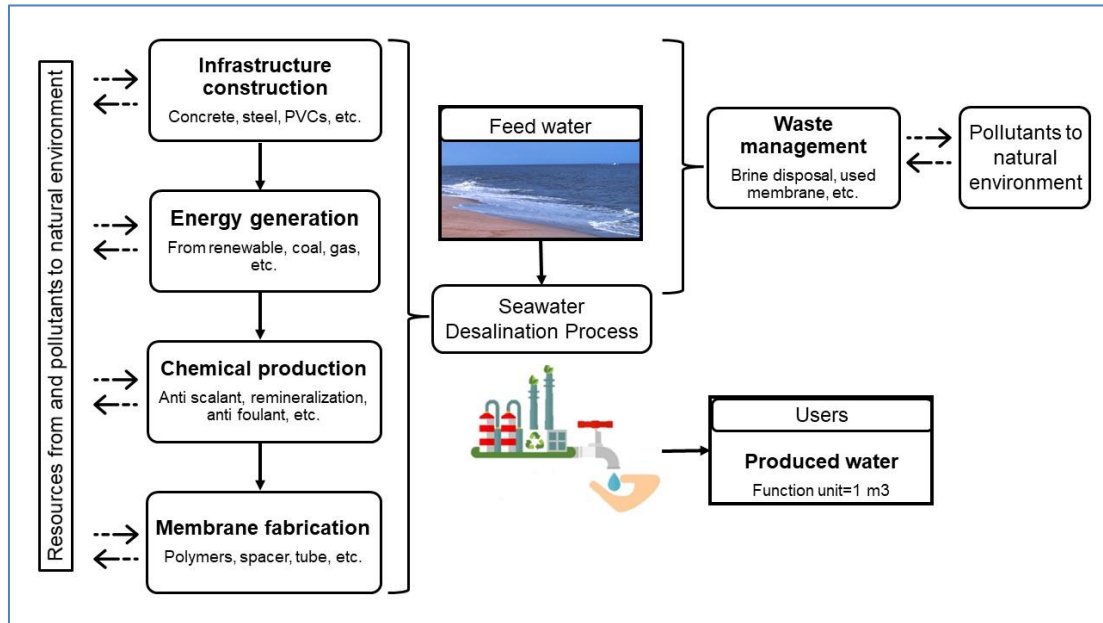 Resources from and pollutants to natural environment
Infrastructure
construction
Concrete, steel, PVCs, etc.
Energy generation
From renewable, coal, gas,
etc.
Chemical production
Anti scalant, remineralization,
anti foulant, etc.
Membrane fabrication
Polymers, spacer, tube, etc.
Feed water
Seawater
Desalination Process
Waste
management
Brine disposal, used
membrane, etc.
Pollutants to
natural
environment
Users
Produced water
Function unit=1 m3